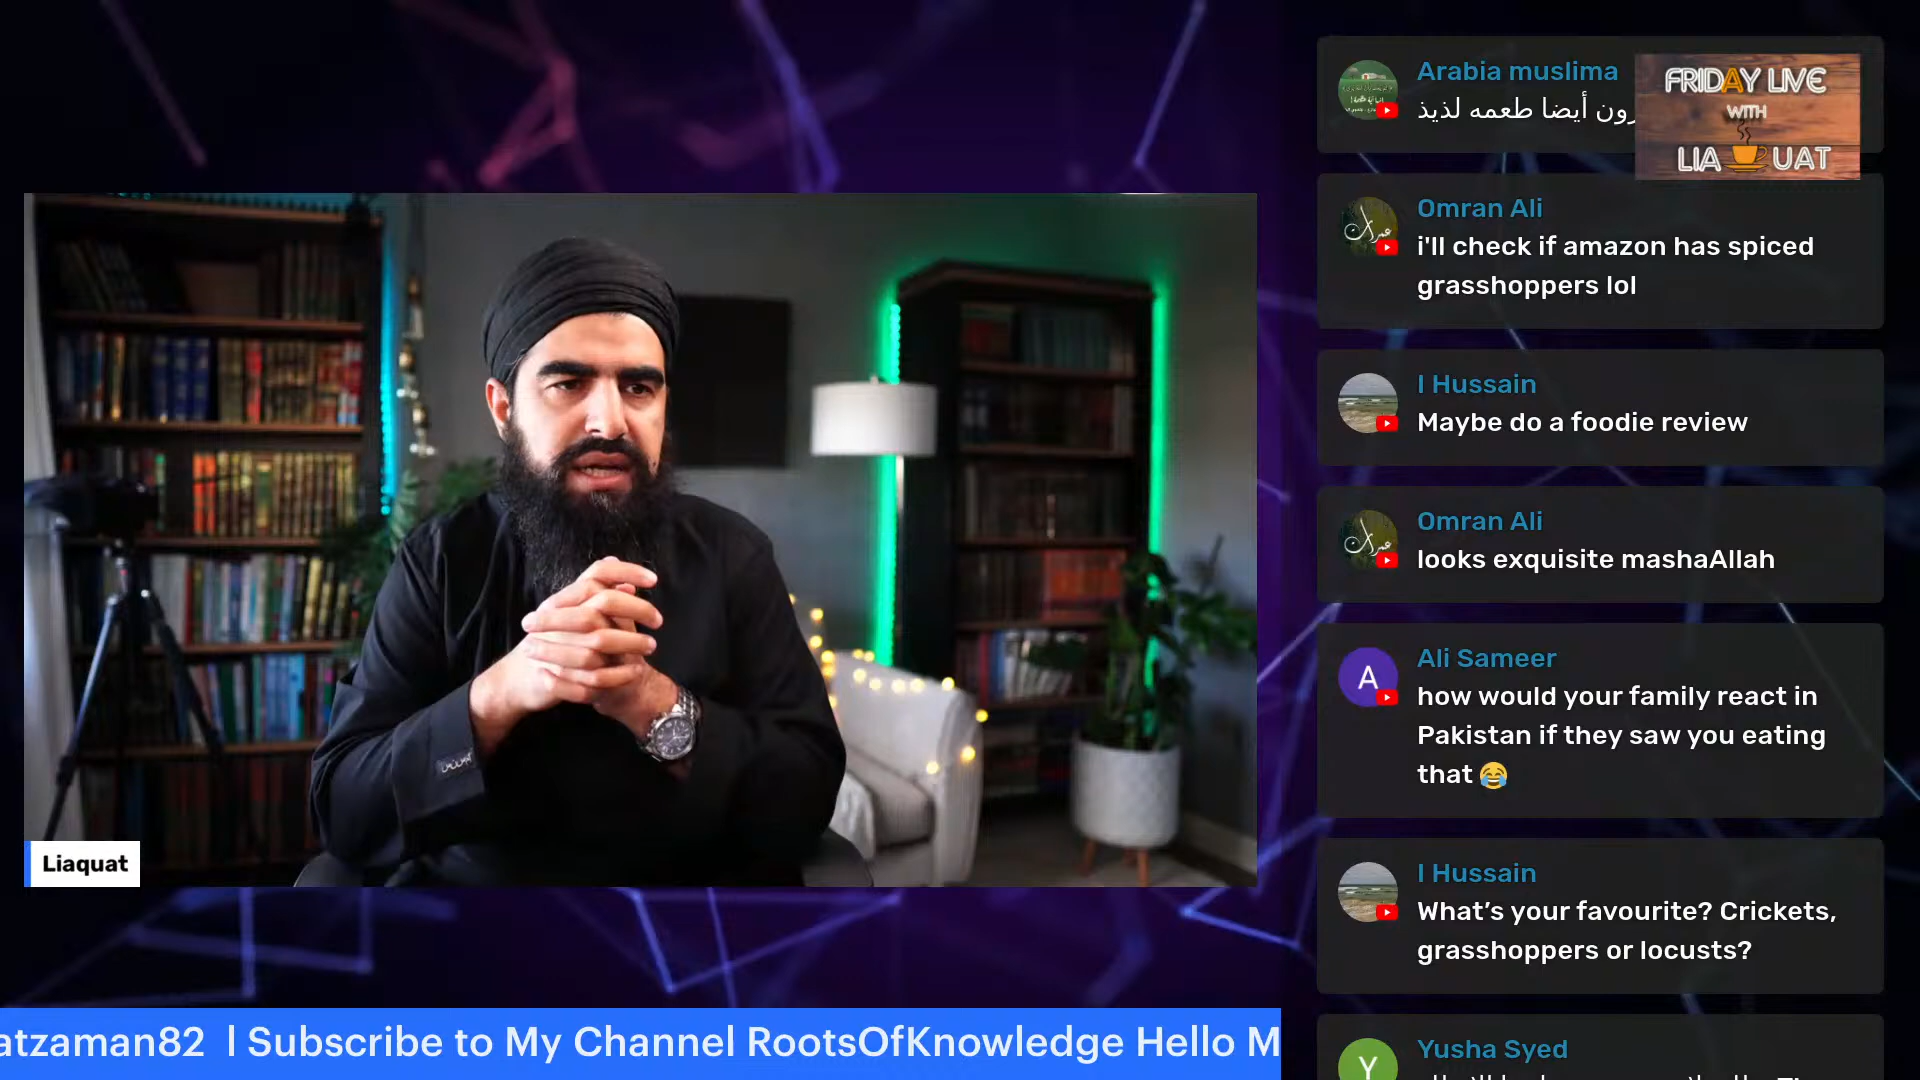 Arabia muslima
أيضا طعمه لذيذ
FRIDAY LIVE
WITH
LIA UAT
Omran Ali
i'll check if amazon has spiced
grasshoppers lol
I Hussain
Maybe do a foodie review
Omran Ali
looks exquisite mashaAllah
A
Ali Sameer
how would your family react in
Pakistan if they saw you eating
that 😂
I Hussain
What’s your favourite? Crickets,
grasshoppers or locusts?
Y
Yusha Syed
Liaquat
atzaman82 | Subscribe to My Channel RootsOfKnowledge Hello M